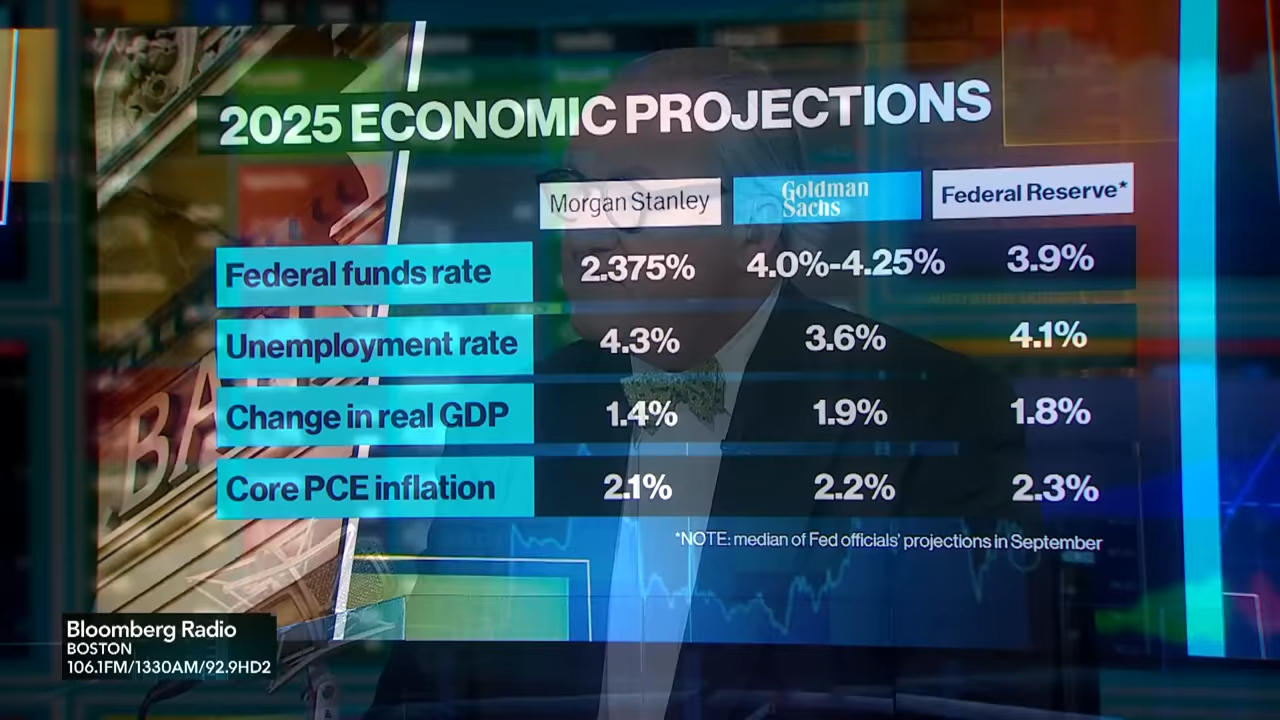 2025 ECONOMIC PROJECTIONS
Morgan Stanley Goldman Sachs Federal Reserve*
Federal funds rate 2.375% 4.0%-4.25% 3.9%
Unemployment rate 4.3% 3.6% 4.1%
Change in real GDP 1.4% 1.9% 1.8%
Core PCE inflation 2.1% 2.2% 2.3%
*NOTE: median of Fed officials' projections in September
BA
Bloomberg Radio
BOSTON
106.1FM/1330AM/92.9HD2